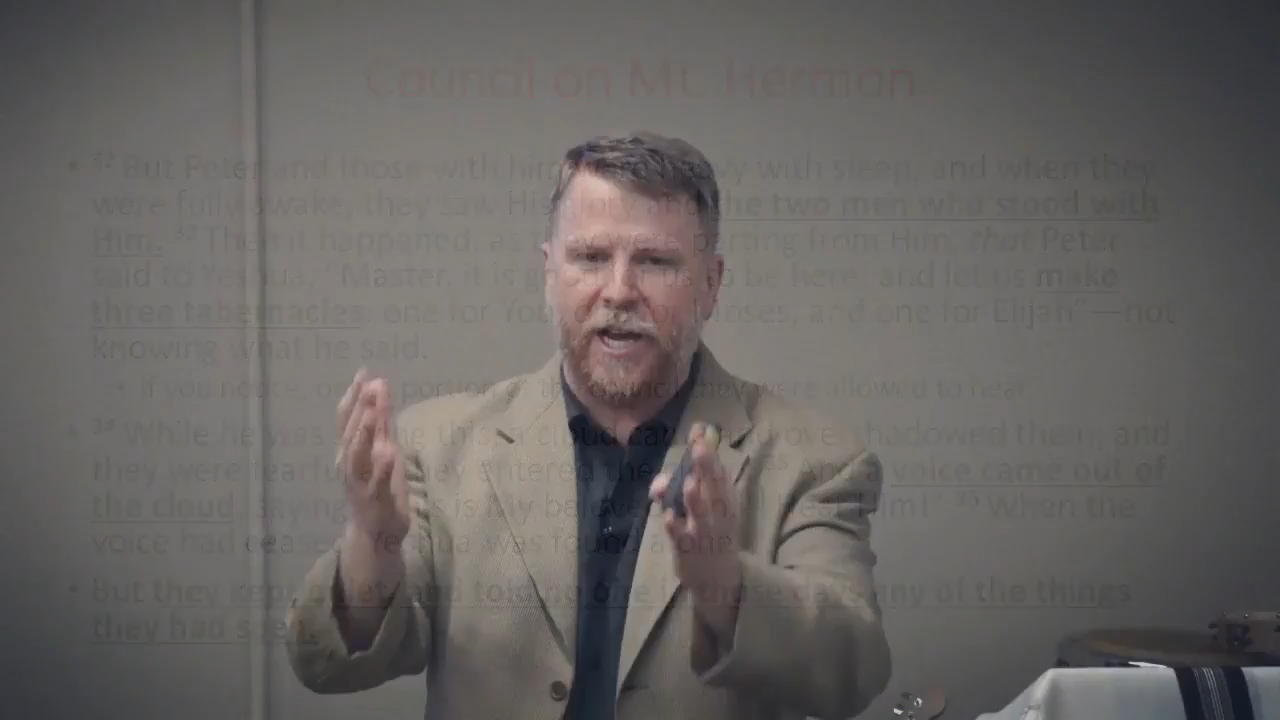 Council on Mt. Herman
• ³² But Peter and those with him heavy with sleep, and when they
were fully awake, they saw His and the two men who stood with
Him. ³³ Then it happened, as they were parting from Him, that Peter
said to Yeshua, "Master, it is good for us to be here; and let us make
three tabernacles: one for You, one for Moses, and one for Elijah" —not
knowing what he said.
• If you notice, only portion of the council they were allowed to hear.
• ³⁴ While he was saying this, a cloud came and overshadowed them; and
they were fearful as they entered the cloud. ³⁵ And a voice came out of
the cloud, saying, "This is My beloved Son. Hear Him!" ³⁶ When the
voice had ceased, Yeshua was found alone.
• But they kept quiet, and told no one in those days any of the things
they had seen.